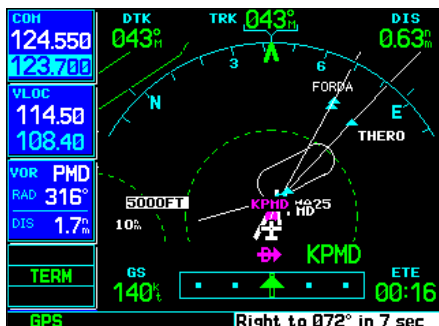 COM
124.550
123.700
VLOC
114.50
108.40
VOR PMD
RAD 316°
DIS 1.7nm
TERM
GPS
DTK
043°M
TRK 043°M
DIS
0.63nm
N
3
6
E
FORDA
THERO
5000FT
10nm
KPMD
KPMD
GS
140kt
ETE
00:16
Right to 072° in 7 sec